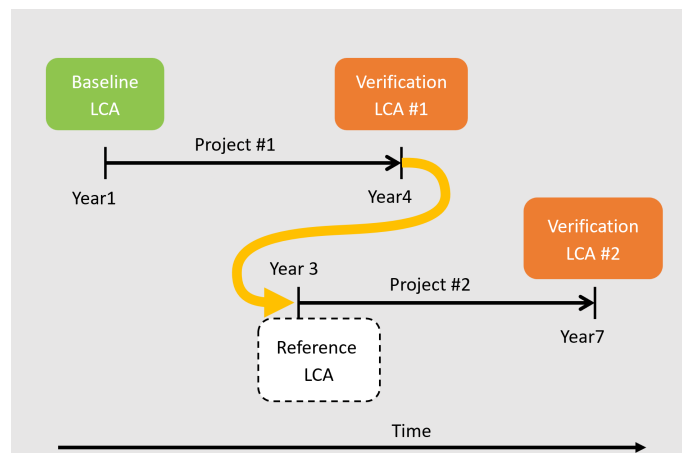 Baseline
LCA
Verification
LCA #1
Project #1
Year1
Year4
Verification
LCA #2
Year 3
Project #2
Year7
Reference
LCA
Time